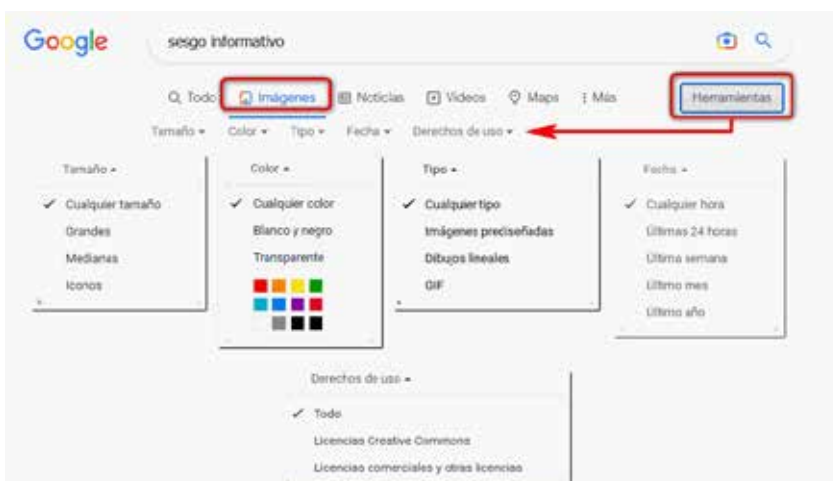 Google
sesgo informativo
Todo Imágenes Noticias Videos Maps Más Herramientas
Tamaño Color Tipo Fecha Derechos de uso
Tamaño
Cualquier tamaño
Grandes
Medianas
Iconos
Color
Cualquier color
Blanco y negro
Transparente
Tipo
Cualquier tipo
Imágenes prediseñadas
Dibujos lineales
GIF
Fecha
Cualquier hora
Últimas 24 horas
Última semana
Último mes
Último año
Derechos de uso
Todo
Licencias Creative Commons
Licencias comerciales y otras licencias